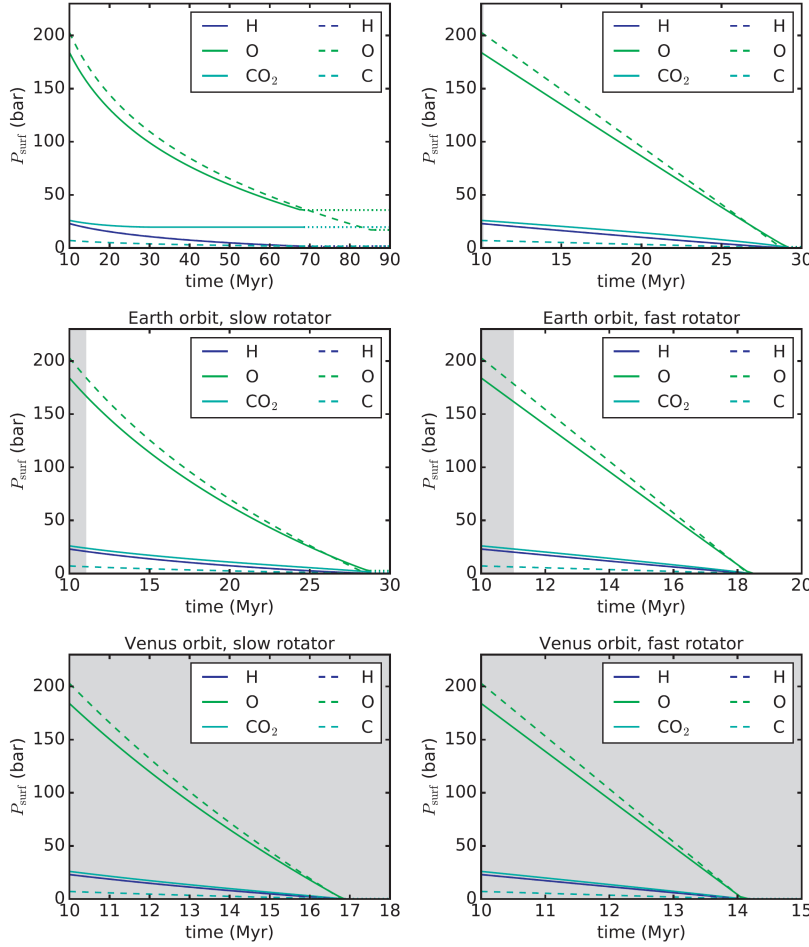 200
150
100
50
0
P_surf (bar)
H H
O O
CO₂ C
10 20 30 40 50 60 70 80 90
time (Myr)
200
150
100
50
0
P_surf (bar)
H H
O O
CO₂ C
10 15 20 25 30
time (Myr)
Earth orbit, slow rotator
200
150
100
50
0
P_surf (bar)
H H
O O
CO₂ C
10 15 20 25 30
time (Myr)
Earth orbit, fast rotator
200
150
100
50
0
P_surf (bar)
H H
O O
CO₂ C
10 12 14 16 18 20
time (Myr)
Venus orbit, slow rotator
200
150
100
50
0
P_surf (bar)
H H
O O
CO₂ C
10 11 12 13 14 15 16 17 18
time (Myr)
Venus orbit, fast rotator
200
150
100
50
0
P_surf (bar)
H H
O O
CO₂ C
10 11 12 13 14 15
time (Myr)